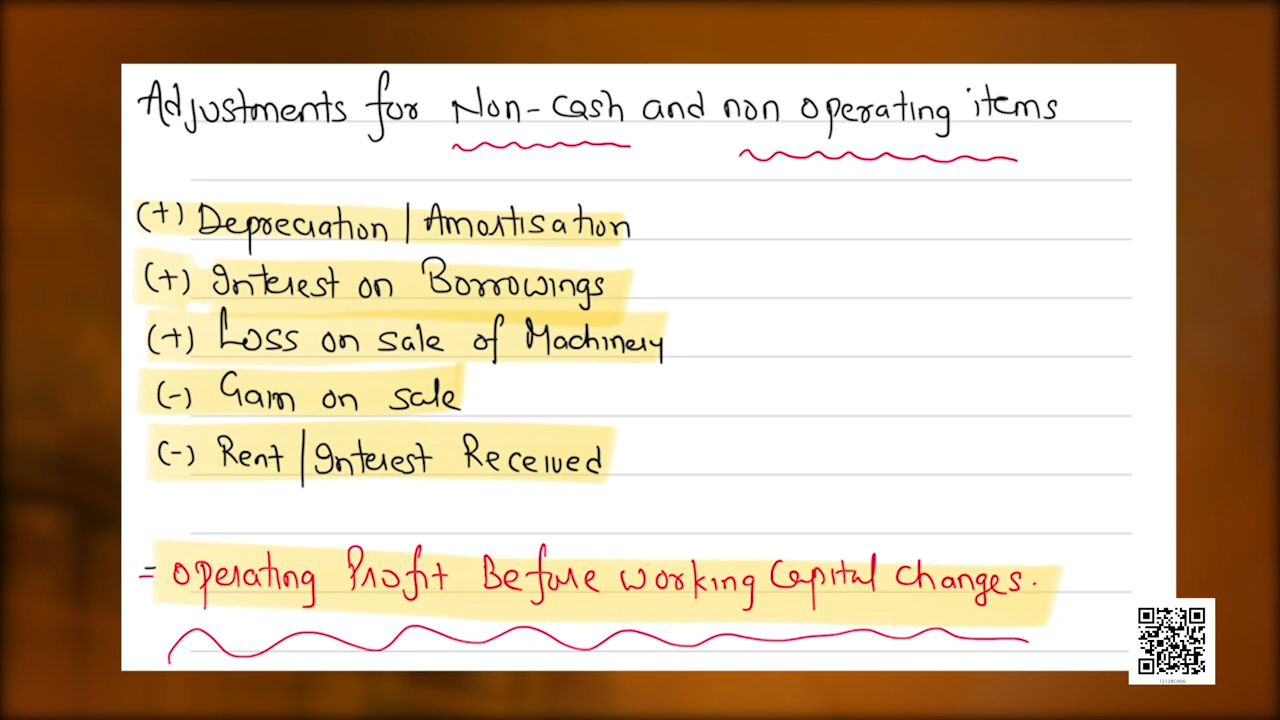 Adjustments for Non-Cash and non operating items
(+) Depreciation | Amortisation
(+) Interest on Borrowings
(+) Loss on sale of Machinery
(-) Gain on sale
(-) Rent | Interest Received
= Operating Profit Before working Capital changes.